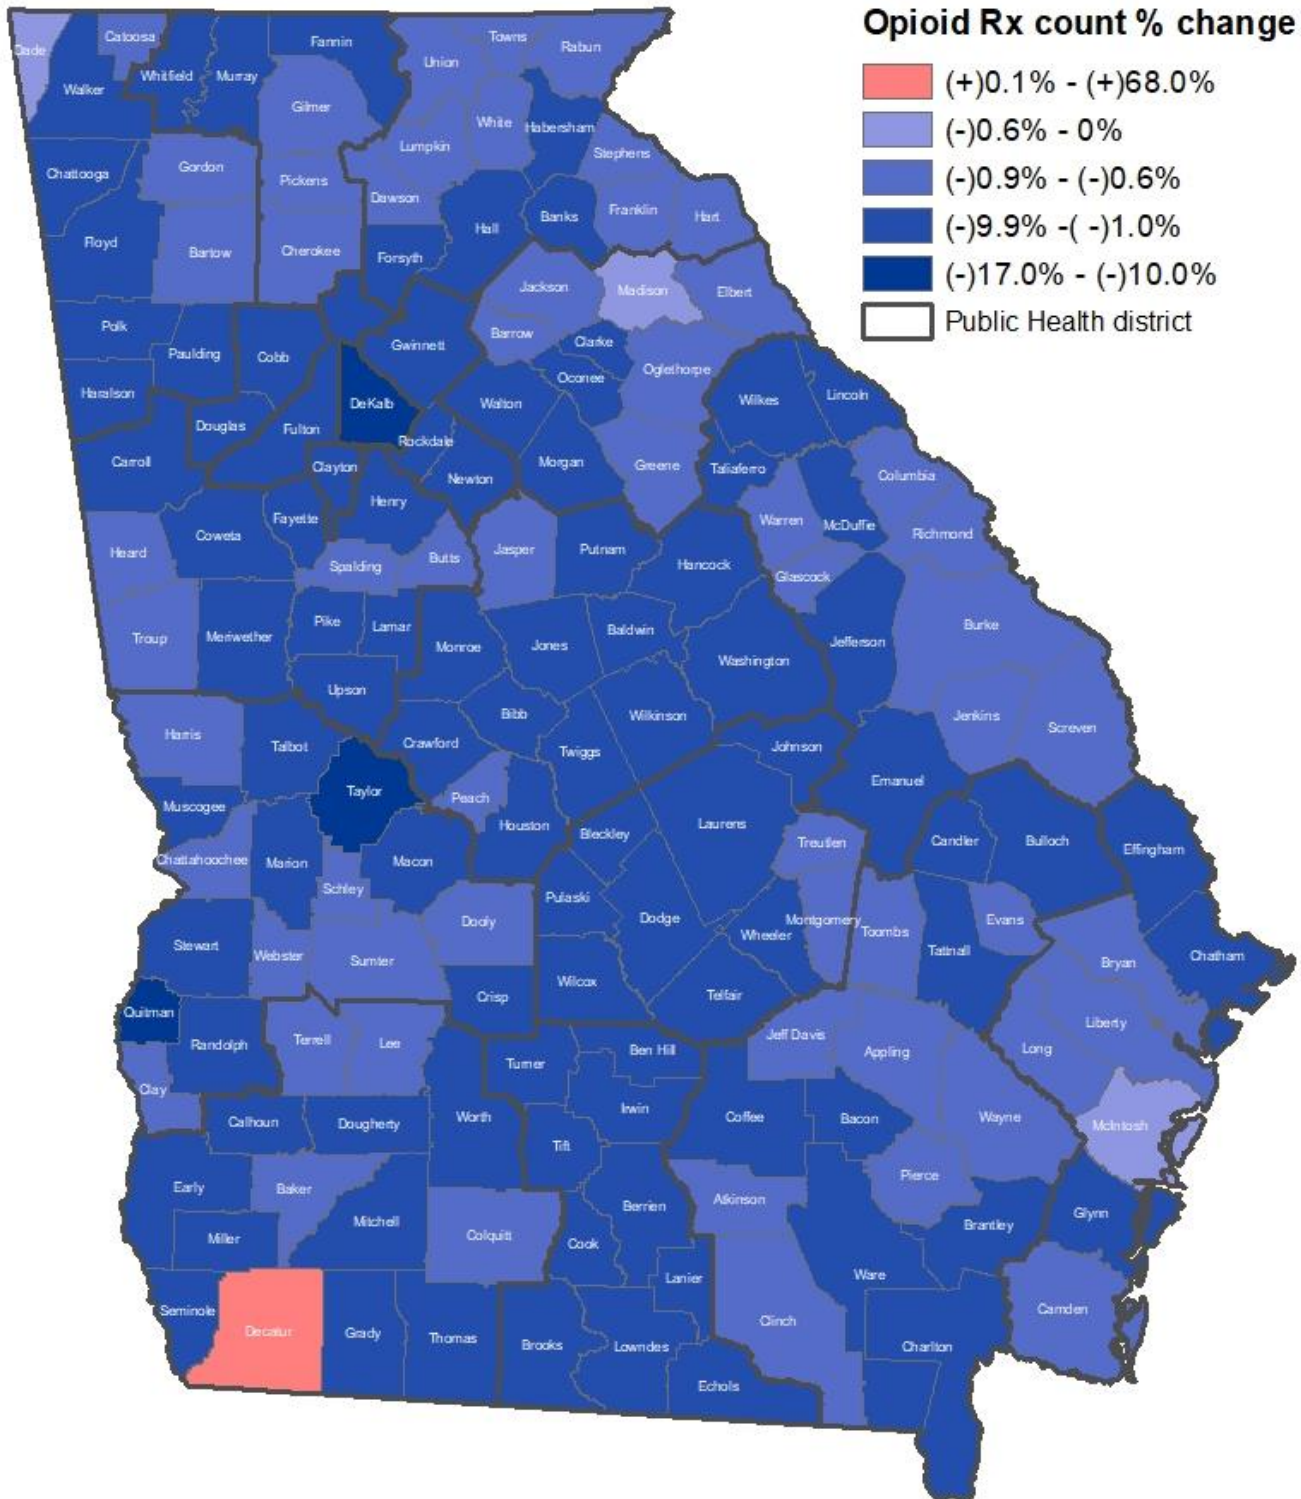 Opioid Rx count % change
(+)0.1% - (+)68.0%
(-)0.6% - 0%
(-)0.9% - (-)0.6%
(-)9.9% -( -)1.0%
(-)17.0% - (-)10.0%
Public Health district
Dade
Catoosa
Fannin
Towns
Rabun
Union
Walker
Whitfield
Murray
Gilmer
White
Habersham
Lumpkin
Stephens
Chattooga
Gordon
Pickens
Dawson
Franklin
Hart
Banks
Hall
Floyd
Bartow
Cherokee
Forsyth
Jackson
Madison
Elbert
Polk
Paulding
Cobb
Gwinnett
Barrow
Clarke
Oconee
Oglethorpe
Haralson
DeKalb
Walton
Wilkes
Lincoln
Douglas
Fulton
Rockdale
Carroll
Clayton
Newton
Morgan
Greene
Taliaferro
Columbia
Henry
Fayette
Coweta
Warren
McDuffie
Richmond
Heard
Spalding
Butts
Jasper
Putnam
Hancock
Glascock
Troup
Meriwether
Pike
Lamar
Monroe
Jones
Baldwin
Washington
Jefferson
Burke
Upson
Bibb
Wilkinson
Jenkins
Screven
Harris
Talbot
Crawford
Twiggs
Johnson
Emanuel
Muscogee
Taylor
Peach
Houston
Bleckley
Laurens
Treutlen
Candler
Bulloch
Effingham
Chattahoochee
Marion
Macon
Schley
Pulaski
Dodge
Wheeler
Montgomery
Toombs
Tattnall
Evans
Dooly
Stewart
Webster
Sumter
Bryan
Chatham
Crisp
Wilcox
Telfair
Quitman
Randolph
Terrell
Lee
Turner
Ben Hill
Jeff Davis
Appling
Long
Liberty
Clay
Calhoun
Dougherty
Worth
Irwin
Coffee
Bacon
Wayne
McIntosh
Tift
Early
Baker
Mitchell
Colquitt
Berrien
Atkinson
Pierce
Brantley
Glynn
Miller
Cook
Lanier
Ware
Seminole
Decatur
Grady
Thomas
Brooks
Lowndes
Clinch
Charlton
Camden
Echols